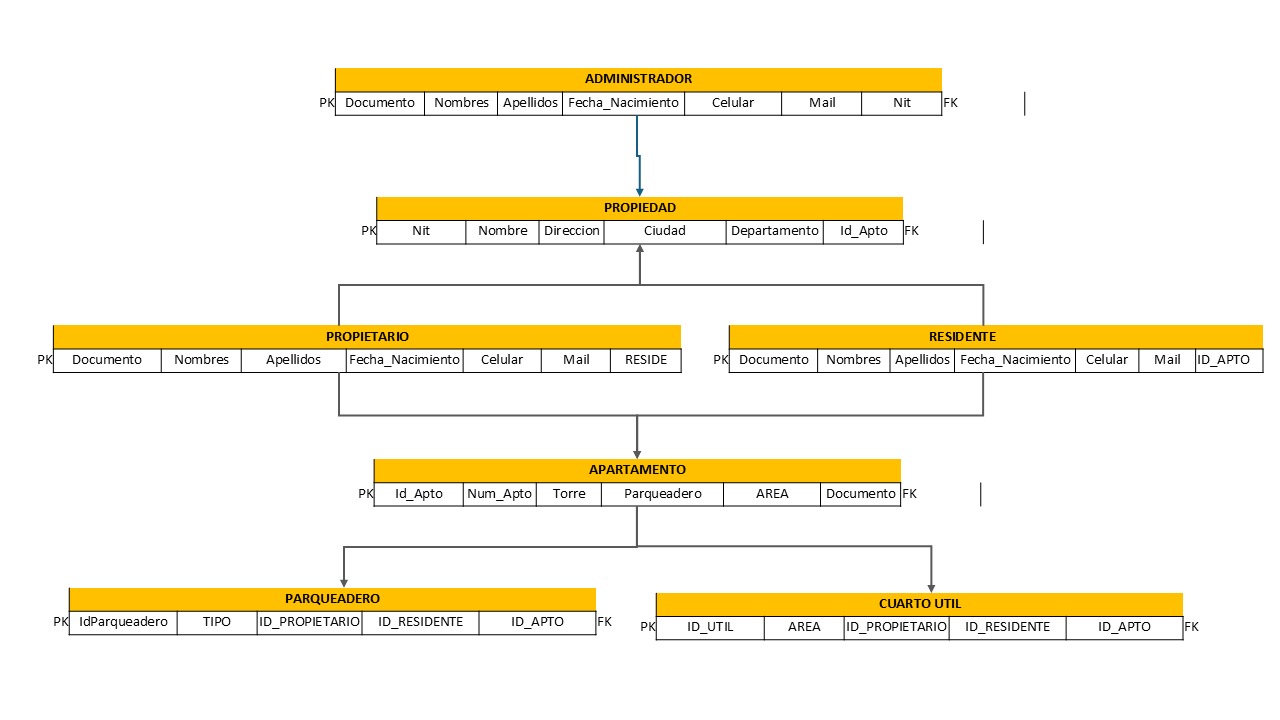 ADMINISTRADOR
PK Documento Nombres Apellidos Fecha_Nacimiento Celular Mail Nit FK
PROPIEDAD
PK Nit Nombre Direccion Ciudad Departamento Id_Apto FK
PROPIETARIO
PK Documento Nombres Apellidos Fecha_Nacimiento Celular Mail RESIDE
RESIDENTE
PK Documento Nombres Apellidos Fecha_Nacimiento Celular Mail ID_APTO
APARTAMENTO
PK Id_Apto Num_Apto Torre Parqueadero AREA Documento FK
PARQUEADERO
PK IdParqueadero TIPO ID_PROPIETARIO ID_RESIDENTE ID_APTO FK
CUARTO UTIL
PK ID_UTIL AREA ID_PROPIETARIO ID_RESIDENTE ID_APTO FK